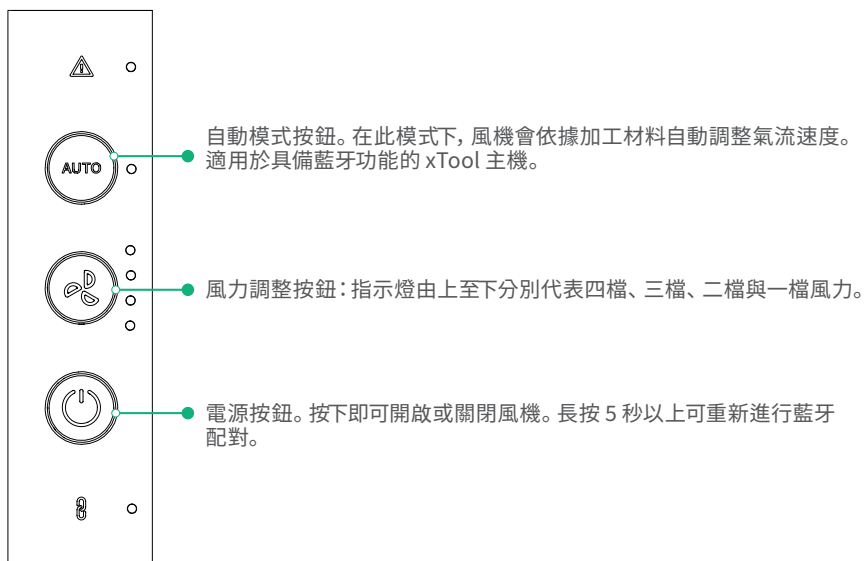 自動模式按鈕。在此模式下，風機會依據加工材料自動調整氣流速度。
適用於具備藍牙功能的 xTool 主機。
AUTO
風力調整按鈕：指示燈由上至下分別代表四檔、三檔、二檔與一檔風力。
電源按鈕。按下即可開啟或關閉風機。長按 5 秒以上可重新進行藍牙
配對。